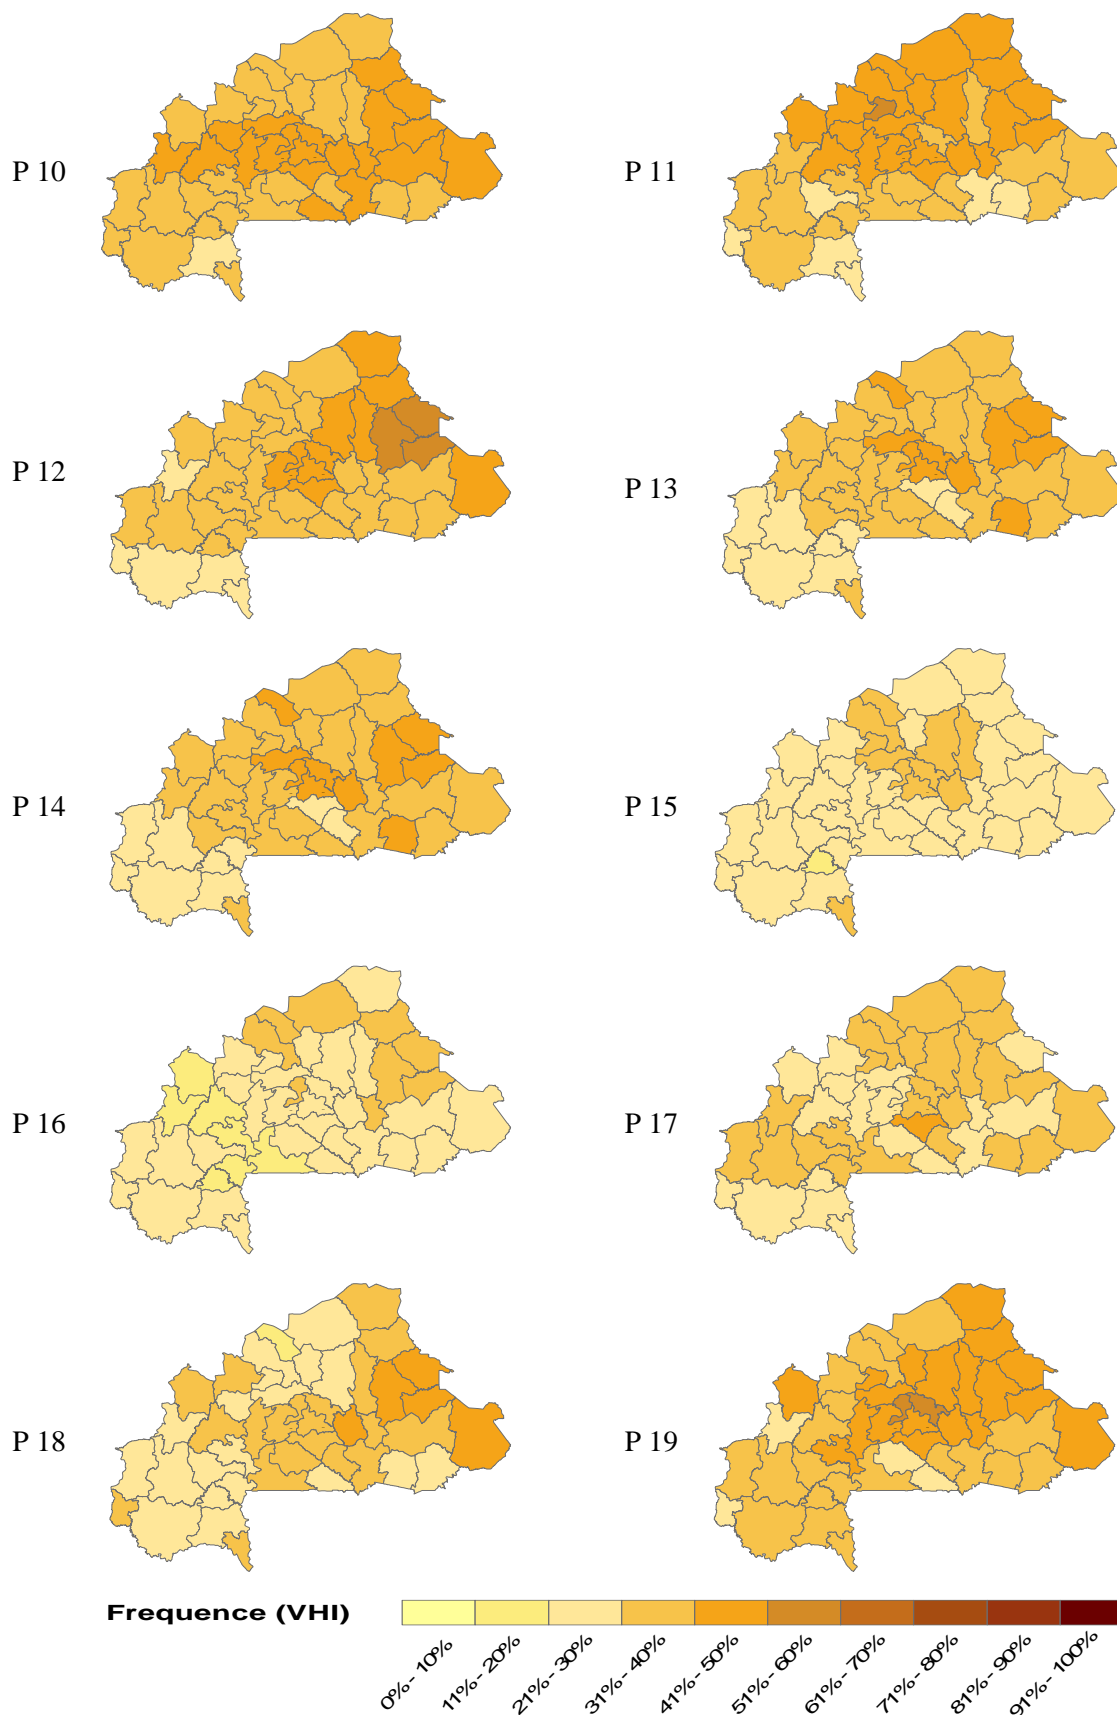 P 10
P 11
P 12
P 13
P 14
P 15
P 16
P 17
P 18
P 19
Frequence (VHI)
0%- 10%
11%- 20%
21%- 30%
31%- 40%
41%- 50%
51%- 60%
61%- 70%
71%- 80%
81%- 90%
91%- 100%